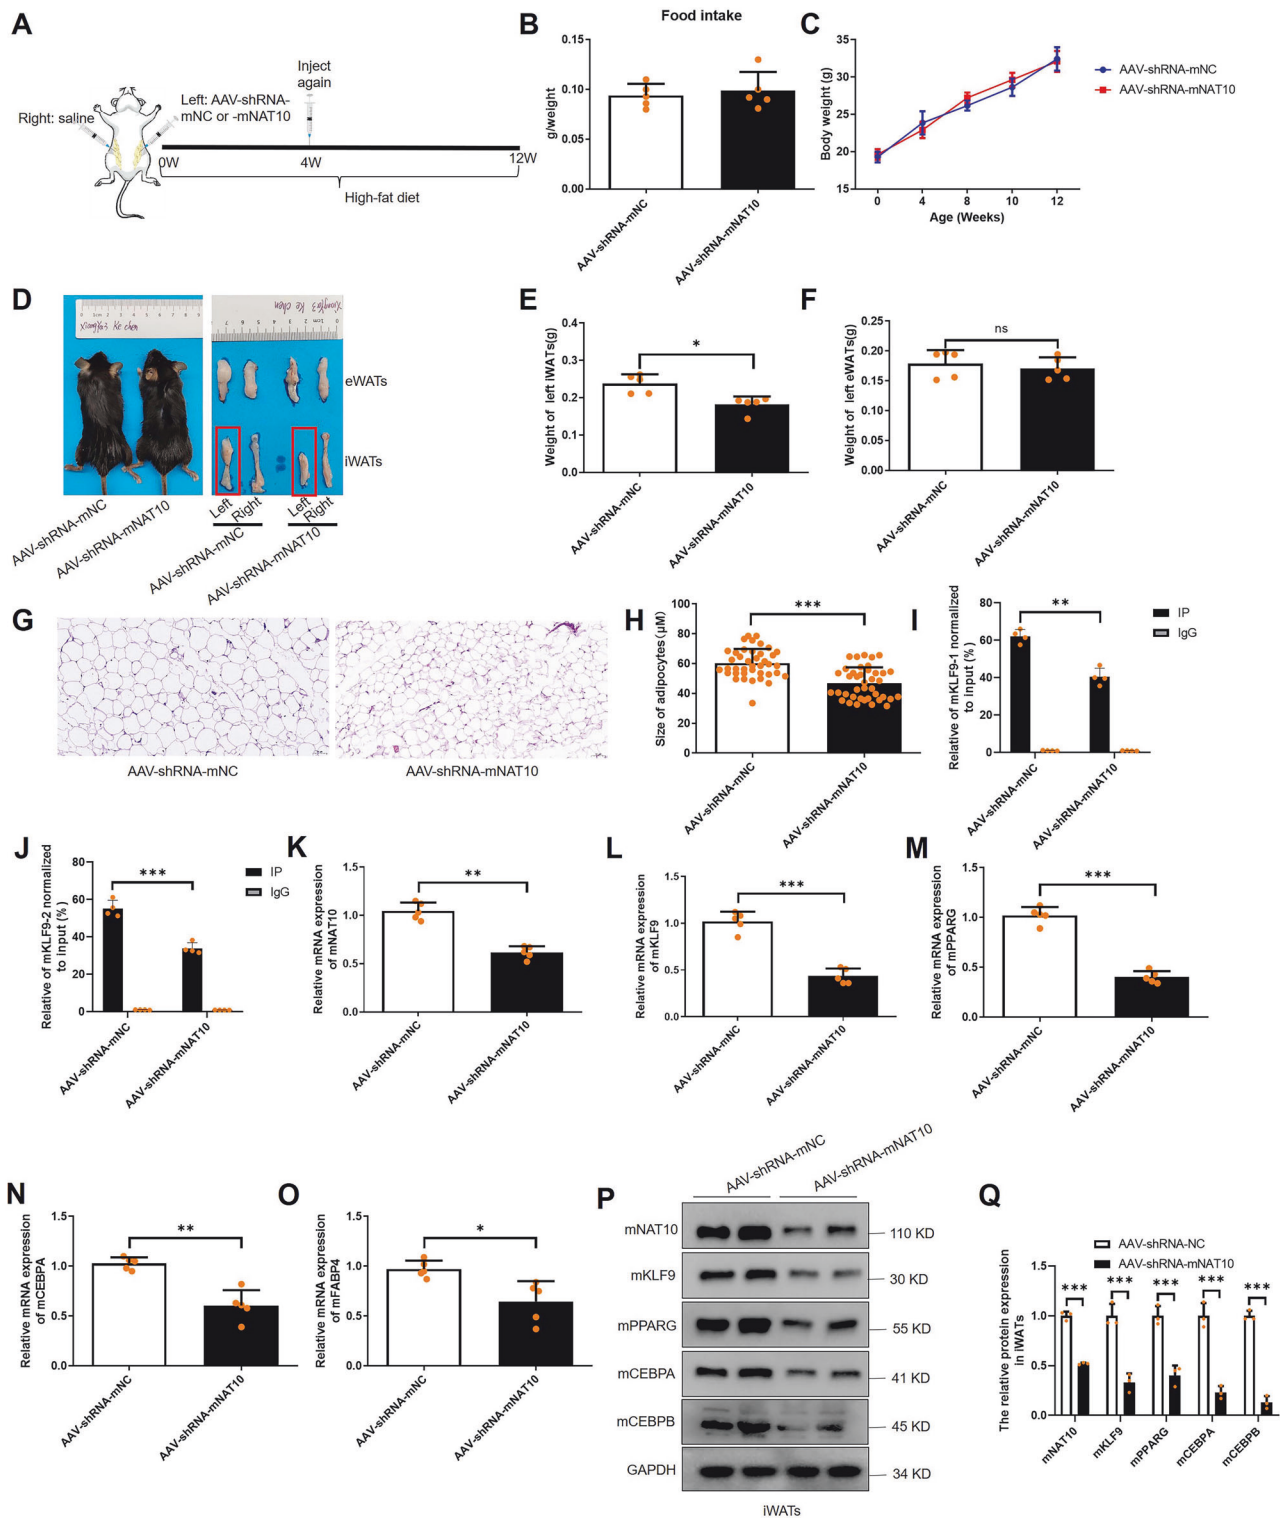 A
Right: saline
Left: AAV-shRNA-
mNC or -mNAT10
Inject
again
0W
4W
12W
High-fat diet
B
Food intake
g/weight
0.15
0.10
0.05
0.00
AAV-shRNA-mNC
AAV-shRNA-mNAT10
C
Body weight (g)
35
30
25
20
15
0 4 8 10 12
Age (Weeks)
AAV-shRNA-mNC
AAV-shRNA-mNAT10
D
Ke chen
eWATs
iWATs
Left
Right
Left
Right
AAV-shRNA-mNC
AAV-shRNA-mNAT10
AAV-shRNA-mNC
AAV-shRNA-mNAT10
E
Weight of left iWATs(g)
0.4
0.3
0.2
0.1
0.0
*
AAV-shRNA-mNC
AAV-shRNA-mNAT10
F
Weight of left eWATs(g)
0.25
0.20
0.15
0.10
0.05
0.00
ns
AAV-shRNA-mNC
AAV-shRNA-mNAT10
G
AAV-shRNA-mNC
AAV-shRNA-mNAT10
H
Size of adipocytes (μM)
100
80
60
40
20
0
***
AAV-shRNA-mNC
AAV-shRNA-mNAT10
I
Relative of mKLF9-1 normalized
to input (%)
80
60
40
20
0
**
IP
IgG
AAV-shRNA-mNC
AAV-shRNA-mNAT10
J
Relative of mKLF9-2 normalized
to input (%)
80
60
40
20
0
***
IP
IgG
AAV-shRNA-mNC
AAV-shRNA-mNAT10
K
Relative mRNA expression
of mNAT10
1.5
1.0
0.5
0.0
**
AAV-shRNA-mNC
AAV-shRNA-mNAT10
L
Relative mRNA expression
of mKLF9
1.5
1.0
0.5
0.0
***
AAV-shRNA-mNC
AAV-shRNA-mNAT10
M
Relative mRNA expression
of mPPARG
1.5
1.0
0.5
0.0
***
AAV-shRNA-mNC
AAV-shRNA-mNAT10
N
Relative mRNA expression
of mCEBPA
1.5
1.0
0.5
0.0
**
AAV-shRNA-mNC
AAV-shRNA-mNAT10
O
Relative mRNA expression
of mFABP4
1.5
1.0
0.5
0.0
*
AAV-shRNA-mNC
AAV-shRNA-mNAT10
P
AAV-shRNA-mNC
AAV-shRNA-mNAT10
mNAT10 110 KD
mKLF9 30 KD
mPPARG 55 KD
mCEBPA 41 KD
mCEBPB 45 KD
GAPDH 34 KD
iWATs
Q
AAV-shRNA-NC
AAV-shRNA-mNAT10
The relative protein expression
in iWATs
1.5
1.0
0.5
0.0
*** *** *** *** ***
mNAT10
mKLF9
mPPARG
mCEBPA
mCEBPB